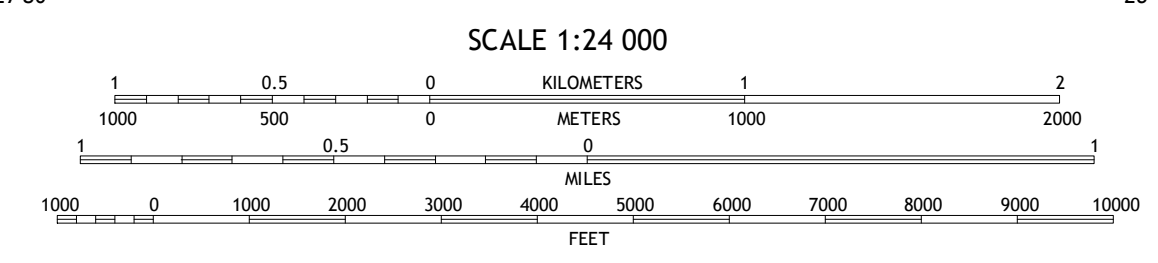 SCALE 1:24 000
1 0.5 0 KILOMETERS 1 2
1000 500 0 METERS 1000 2000
1 0.5 0 1
MILES
1000 0 1000 2000 3000 4000 5000 6000 7000 8000 9000 10000
FEET